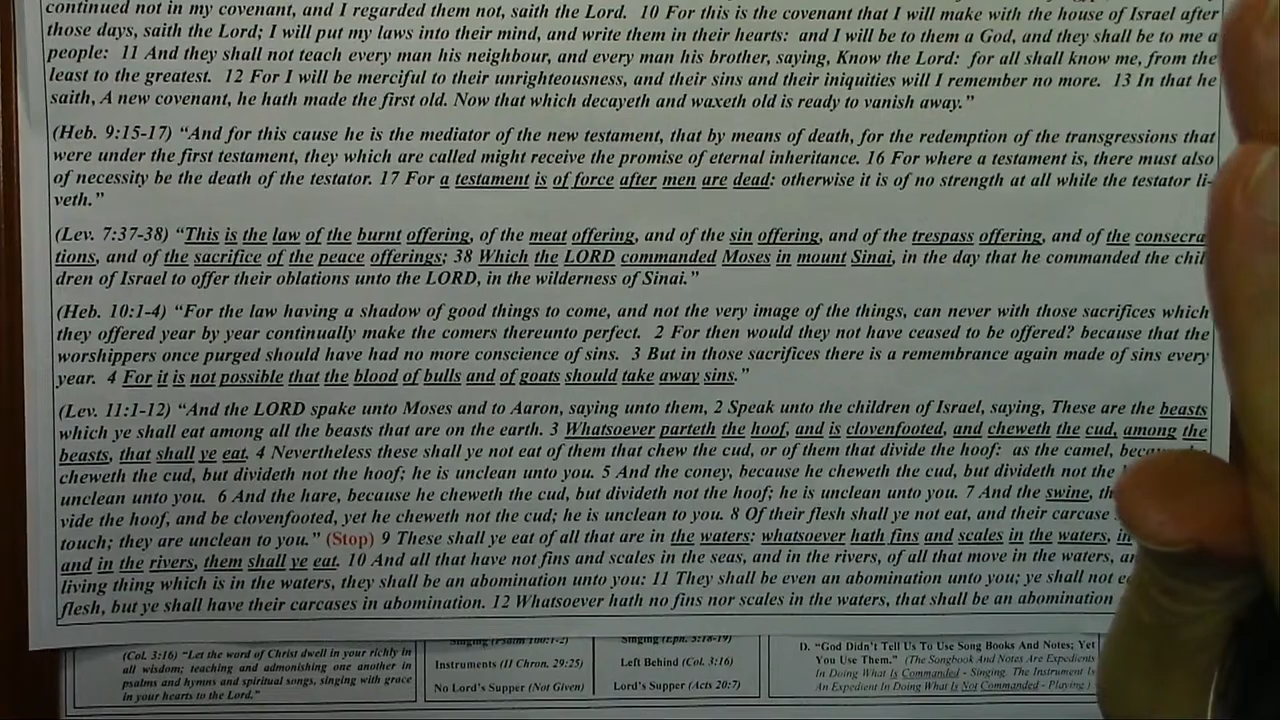 continued not in my covenant, and I regarded them not, saith the Lord. 10 For this is the covenant that I will make with the house of Israel after
those days, saith the Lord; I will put my laws into their mind, and write them in their hearts: and I will be to them a God, and they shall be to me a
people: 11 And they shall not teach every man his neighbour, and every man his brother, saying, Know the Lord: for all shall know me, from the
least to the greatest. 12 For I will be merciful to their unrighteousness, and their sins and their iniquities will I remember no more. 13 In that he
saith, A new covenant, he hath made the first old. Now that which decayeth and waxeth old is ready to vanish away.”
(Heb. 9:15-17) “And for this cause he is the mediator of the new testament, that by means of death, for the redemption of the transgressions that
were under the first testament, they which are called might receive the promise of eternal inheritance. 16 For where a testament is, there must also
of necessity be the death of the testator. 17 For a testament is of force after men are dead: otherwise it is of no strength at all while the testator li-
veth.”
(Lev. 7:37-38) “This is the law of the burnt offering, of the meat offering, and of the sin offering, and of the trespass offering, and of the consecra
tions, and of the sacrifice of the peace offerings; 38 Which the LORD commanded Moses in mount Sinai, in the day that he commanded the chil
dren of Israel to offer their oblations unto the LORD, in the wilderness of Sinai.”
(Heb. 10:1-4) “For the law having a shadow of good things to come, and not the very image of the things, can never with those sacrifices which
they offered year by year continually make the comers thereunto perfect. 2 For then would they not have ceased to be offered? because that the
worshippers once purged should have had no more conscience of sins. 3 But in those sacrifices there is a remembrance again made of sins every
year. 4 For it is not possible that the blood of bulls and of goats should take away sins.”
(Lev. 11:1-12) “And the LORD spake unto Moses and to Aaron, saying unto them, 2 Speak unto the children of Israel, saying, These are the beasts
which ye shall eat among all the beasts that are on the earth. 3 Whatsoever parteth the hoof, and is clovenfooted, and cheweth the cud, among the
beasts, that shall ye eat. 4 Nevertheless these shall ye not eat of them that chew the cud, or of them that divide the hoof: as the camel,
cheweth the cud, but divideth not the hoof; he is unclean unto you. 5 And the coney, because he cheweth the cud, but divideth not the
unclean unto you. 6 And the hare, because he cheweth the cud, but divideth not the hoof; he is unclean unto you. 7 And the swine,
vide the hoof, and be clovenfooted, yet he cheweth not the cud; he is unclean to you. 8 Of their flesh shall ye not eat, and their carcase
touch; they are unclean to you.” (Stop) 9 These shall ye eat of all that are in the waters: whatsoever hath fins and scales in the waters, in
and in the rivers, them shall ye eat. 10 And all that have not fins and scales in the seas, and in the rivers, of all that move in the waters,
living thing which is in the waters, they shall be an abomination unto you: 11 They shall be even an abomination unto you; ye shall not
flesh, but ye shall have their carcases in abomination. 12 Whatsoever hath no fins nor scales in the waters, that shall be an abomination
(Col. 3:16) “Let the word of Christ dwell in your richly in
all wisdom; teaching and admonishing one another in
psalms and hymns and spiritual songs, singing with grace
in your hearts to the Lord.”
Singing (Psalm 100:1-2)
Instruments (II Chron. 29:25)
No Lord's Supper (Not Given)
Singing (Eph. 5:18-19)
Left Behind (Col. 3:16)
Lord's Supper (Acts 20:7)
D. “God Didn't Tell Us To Use Song Books And Notes; Yet
You Use Them.” (The Songbook And Notes Are Expedients
In Doing What Is Commanded - Singing. The Instrument Is
An Expedient In Doing What Is Not Commanded - Playing.)